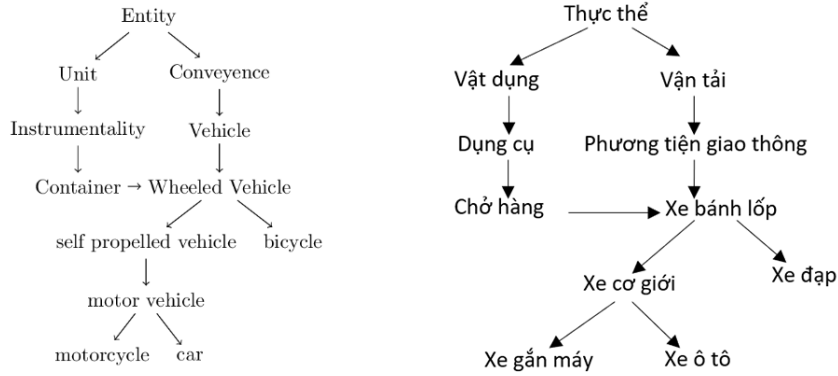 Entity
Unit
Conveyence
Instrumentality
Vehicle
Container
Wheeled Vehicle
self propelled vehicle
bicycle
motor vehicle
motorcycle
car
Thực thể
Vật dụng
Vận tải
Dụng cụ
Phương tiện giao thông
Chở hàng
Xe bánh lốp
Xe cơ giới
Xe đạp
Xe gắn máy
Xe ô tô